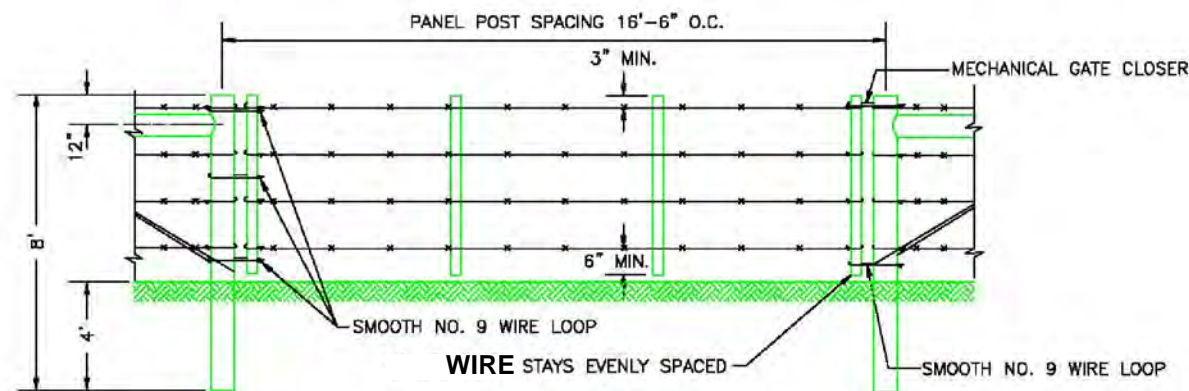 PANEL POST SPACING 16'-6" O.C.
3" MIN.
MECHANICAL GATE CLOSER
12"
8'
6" MIN.
4'
SMOOTH NO. 9 WIRE LOOP
WIRE STAYS EVENLY SPACED
SMOOTH NO. 9 WIRE LOOP